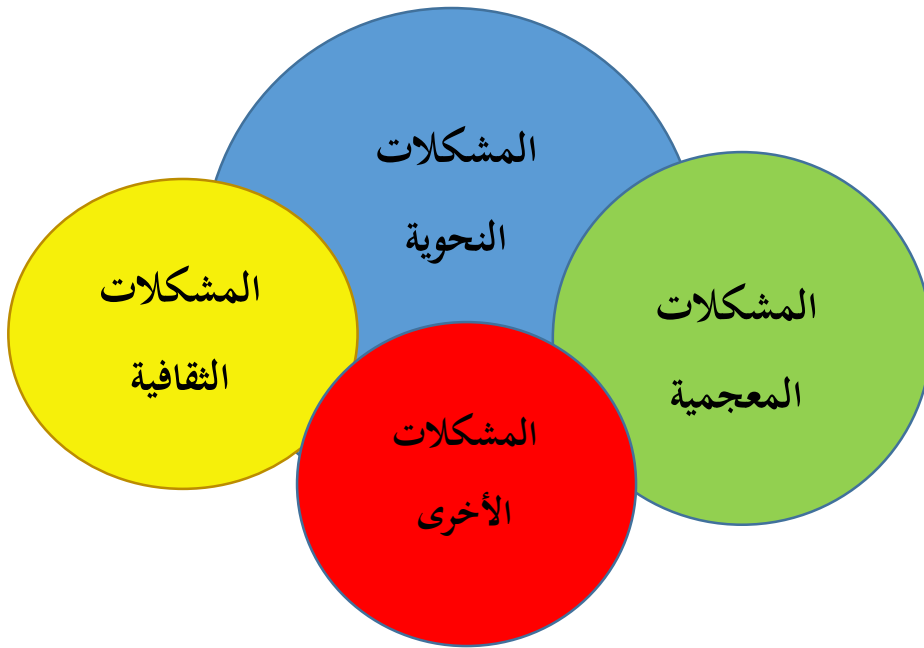 المشكلات
النحوية
المشكلات
المعجمية
المشكلات
الثقافية
المشكلات
الأخرى